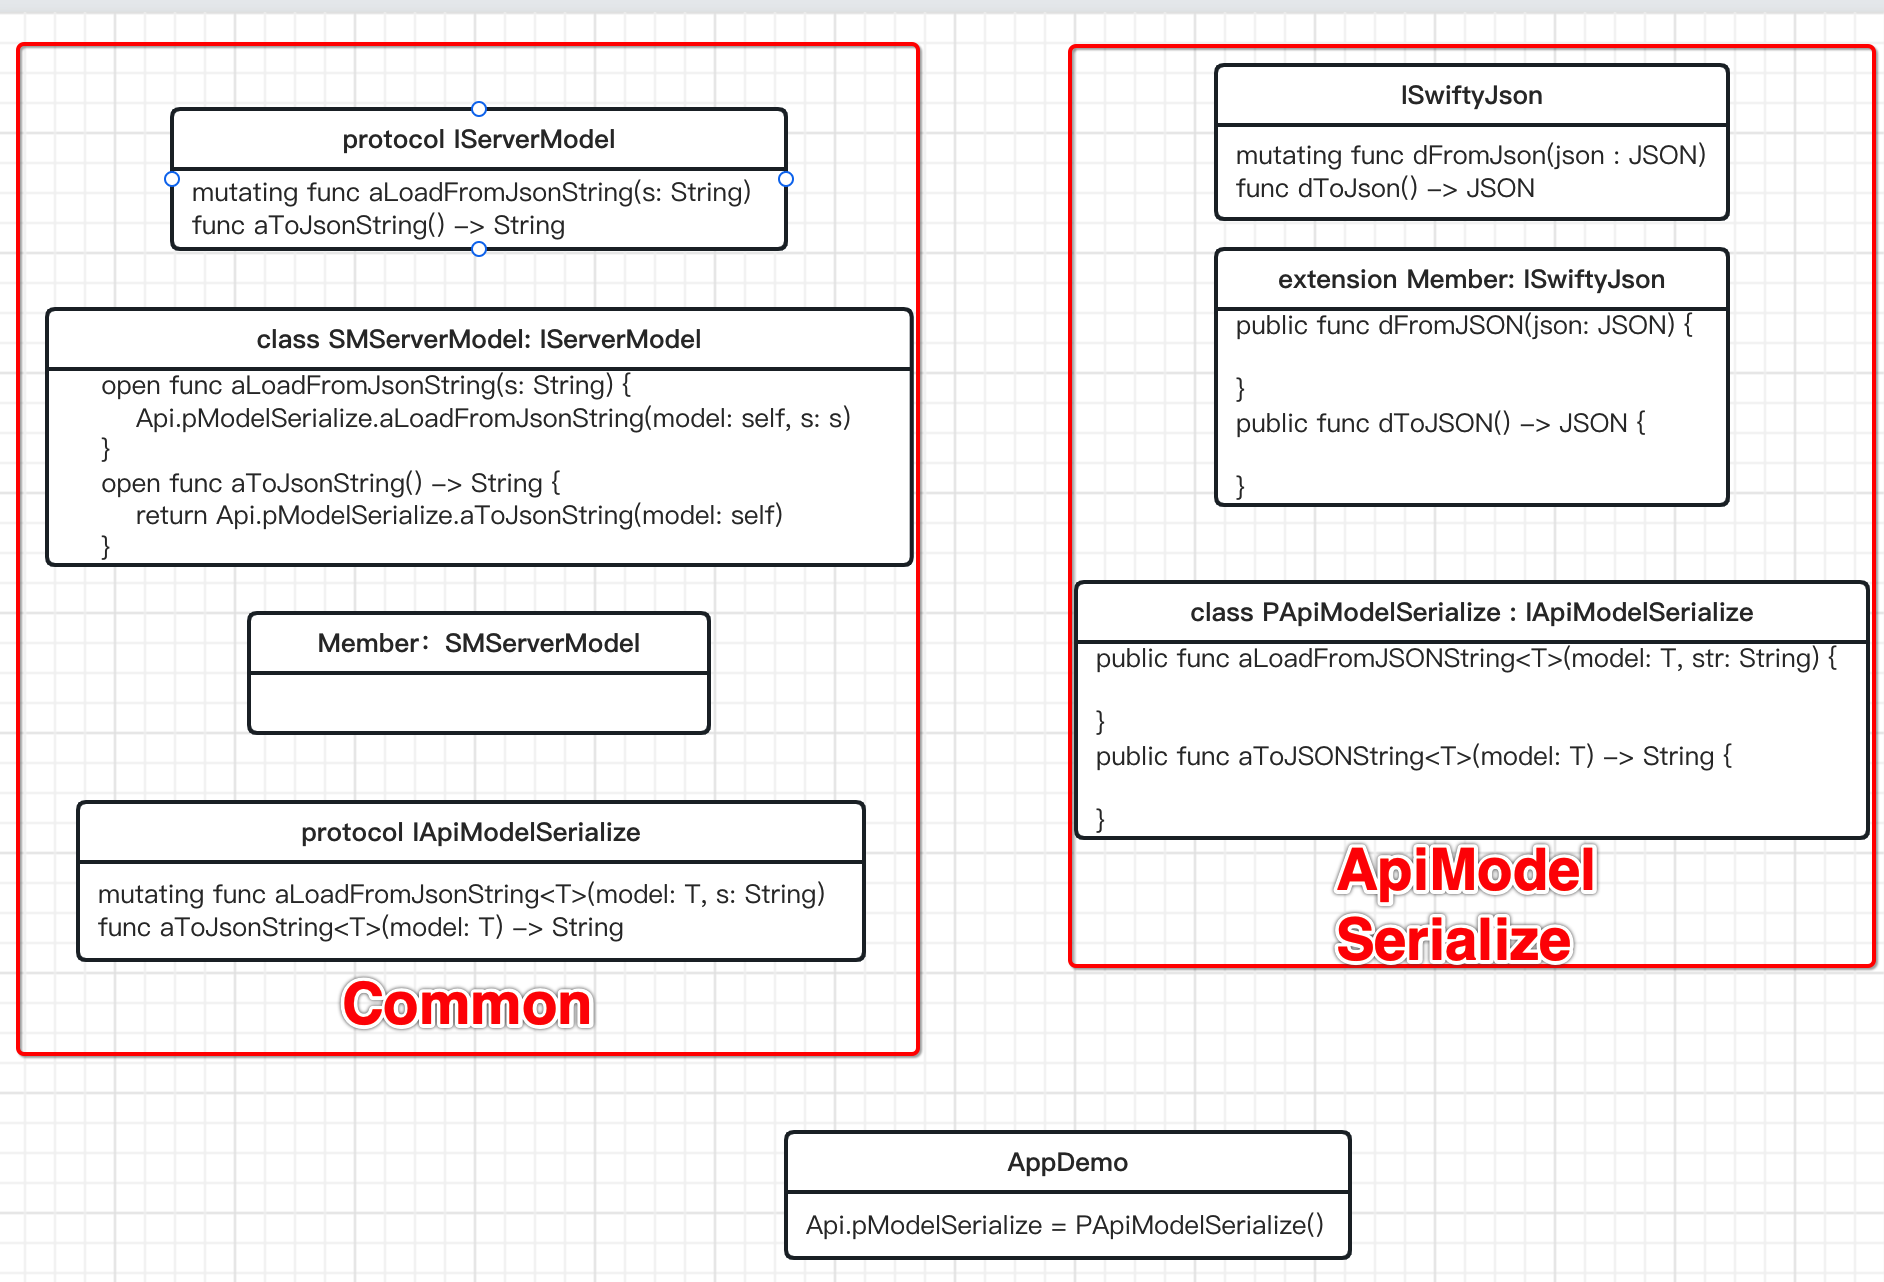 protocol IServerModel
mutating func aLoadFromJsonString(s: String)
func aToJsonString() -> String
class SMServerModel: IServerModel
open func aLoadFromJsonString(s: String) {
Api.pModelSerialize.aLoadFromJsonString(model: self, s: s)
}
open func aToJsonString() -> String {
return Api.pModelSerialize.aToJsonString(model: self)
}
Member：SMServerModel
protocol IApiModelSerialize
mutating func aLoadFromJsonString<T>(model: T, s: String)
func aToJsonString<T>(model: T) -> String
Common
ISwiftyJson
mutating func dFromJson(json : JSON)
func dToJson() -> JSON
extension Member: ISwiftyJson
public func dFromJSON(json: JSON) {
}
public func dToJSON() -> JSON {
}
class PApiModelSerialize : IApiModelSerialize
public func aLoadFromJSONString<T>(model: T, str: String) {
}
public func aToJSONString<T>(model: T) -> String {
}
ApiModel
Serialize
AppDemo
Api.pModelSerialize = PApiModelSerialize()